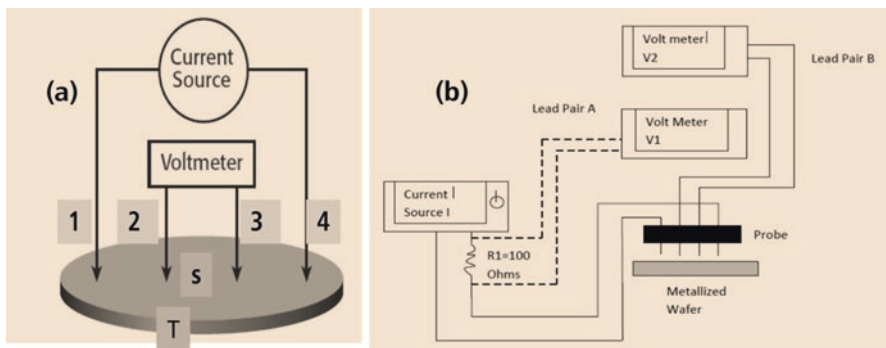 (a)
Current
Source
Voltmeter
1
2
3
4
s
T
(b)
Volt meter
V2
Lead Pair B
Lead Pair A
Volt Meter
V1
Current
Source I
R1=100
Ohms
Probe
Metallized
Wafer